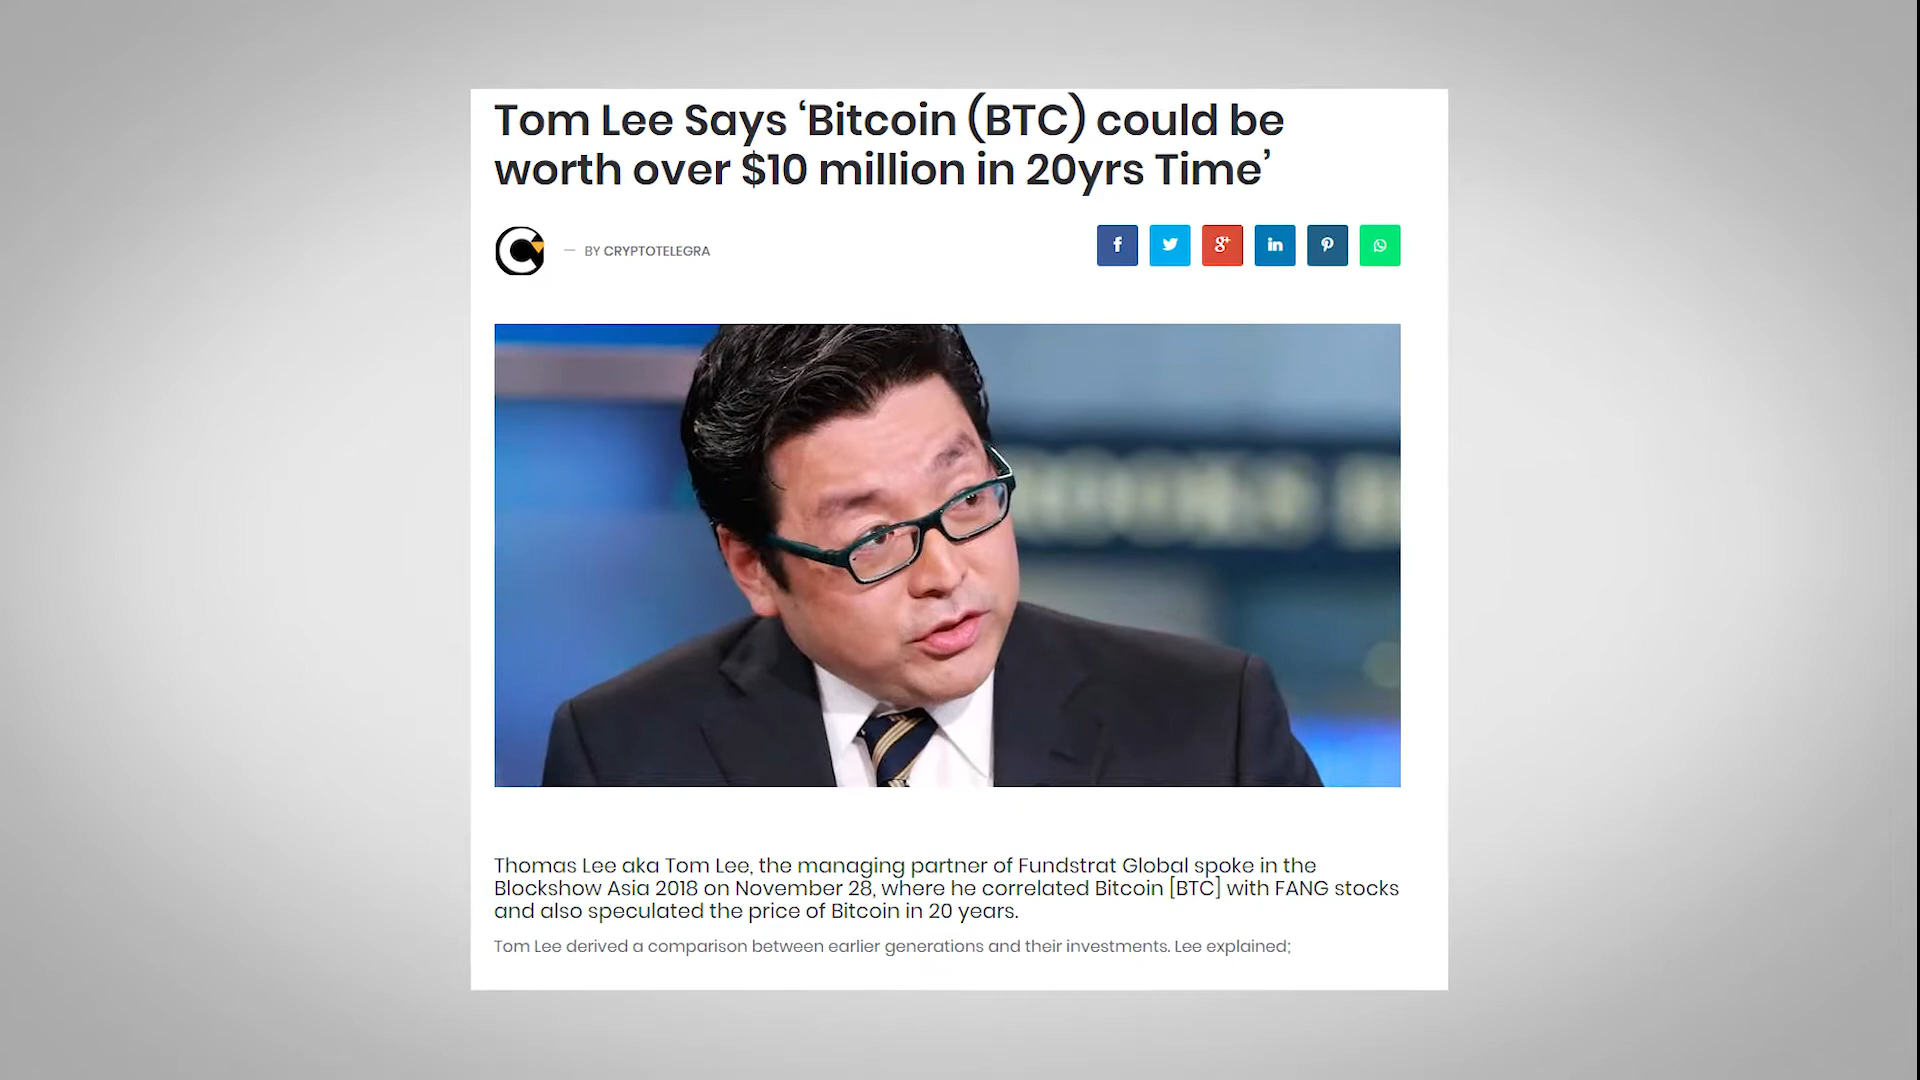 Tom Lee Says ‘Bitcoin (BTC) could be
worth over $10 million in 20yrs Time’
— BY CRYPTOTELEGRA
Thomas Lee aka Tom Lee, the managing partner of Fundstrat Global spoke in the
Blockshow Asia 2018 on November 28, where he correlated Bitcoin [BTC] with FANG stocks
and also speculated the price of Bitcoin in 20 years.
Tom Lee derived a comparison between earlier generations and their investments. Lee explained;